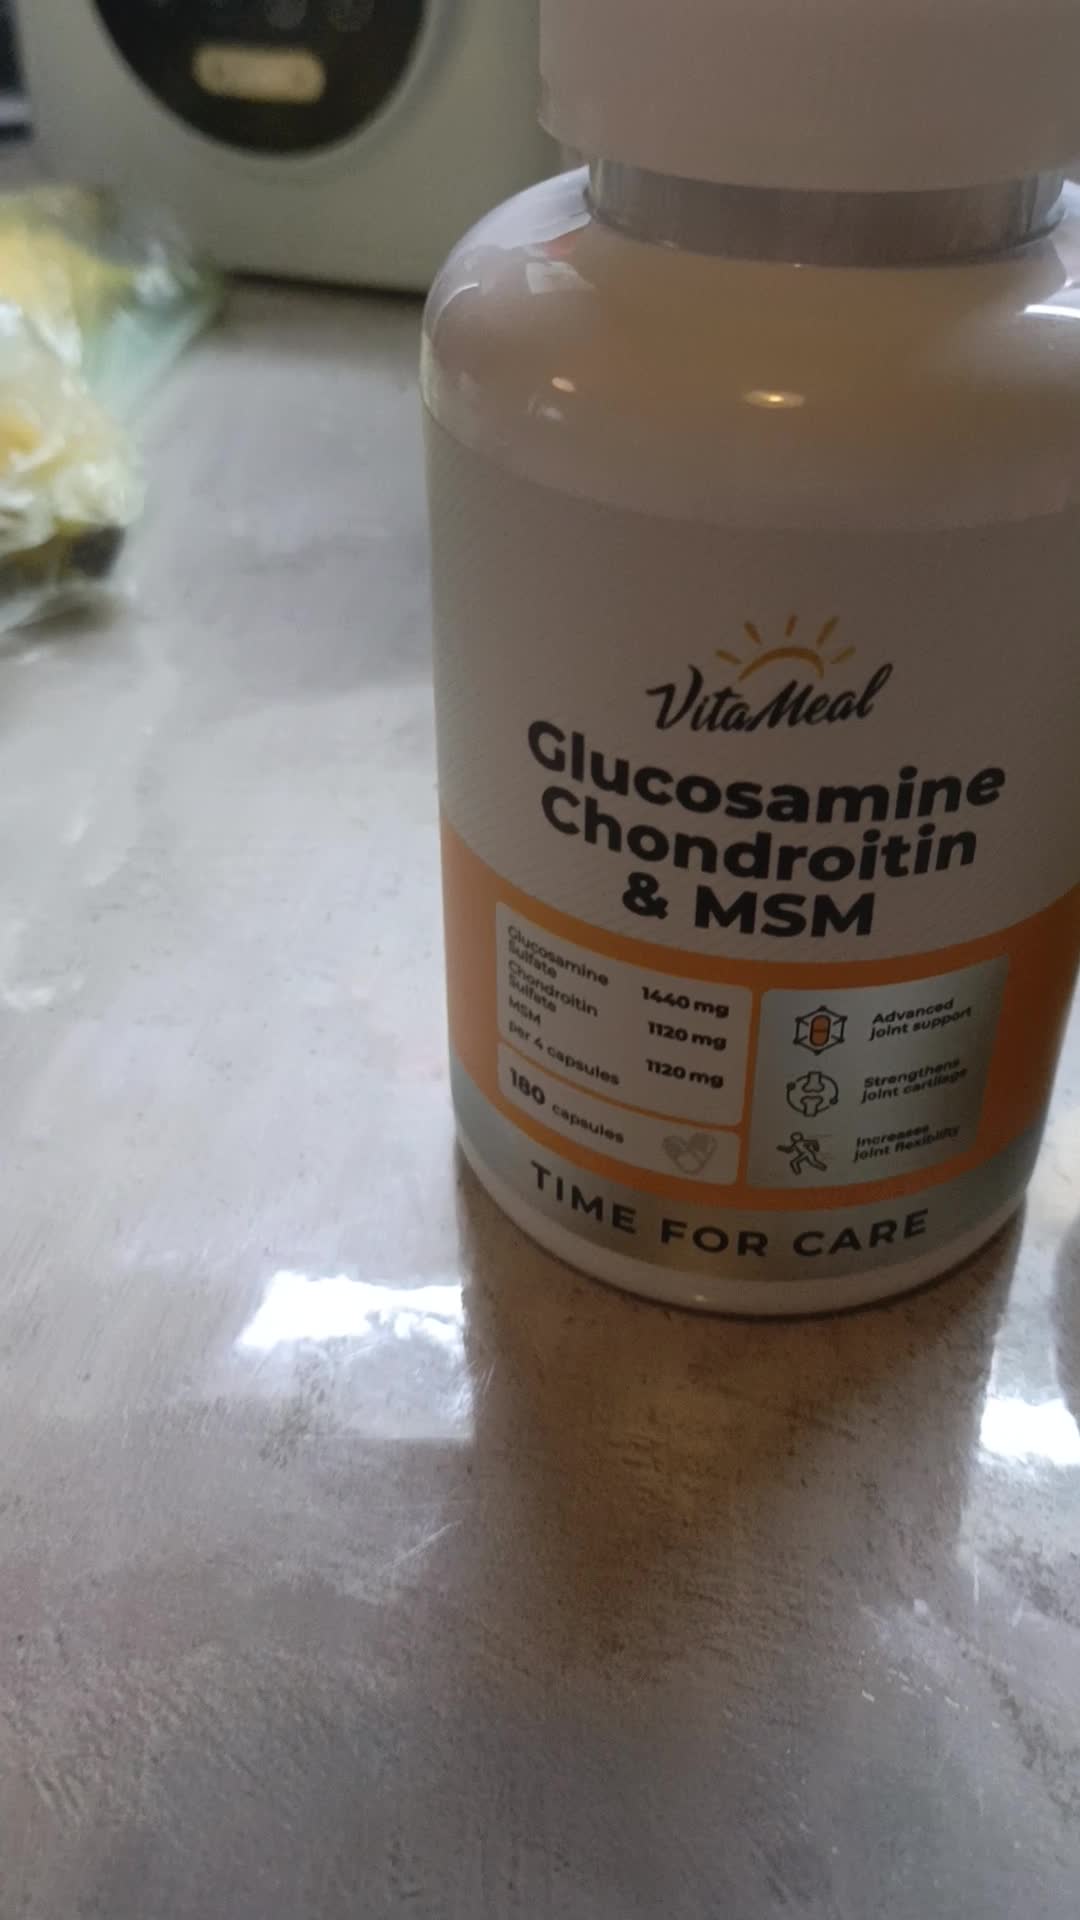 VitaMeal
Glucosamine
Chondroitin
& MSM
Glucosamine
Sulfate 1440 mg
Chondroitin
Sulfate 1120 mg
MSM 1120 mg
per 4 capsules
180 capsules
Advanced
joint support
Strengthens
joint cartilage
Increases
joint flexibility
TIME FOR CARE